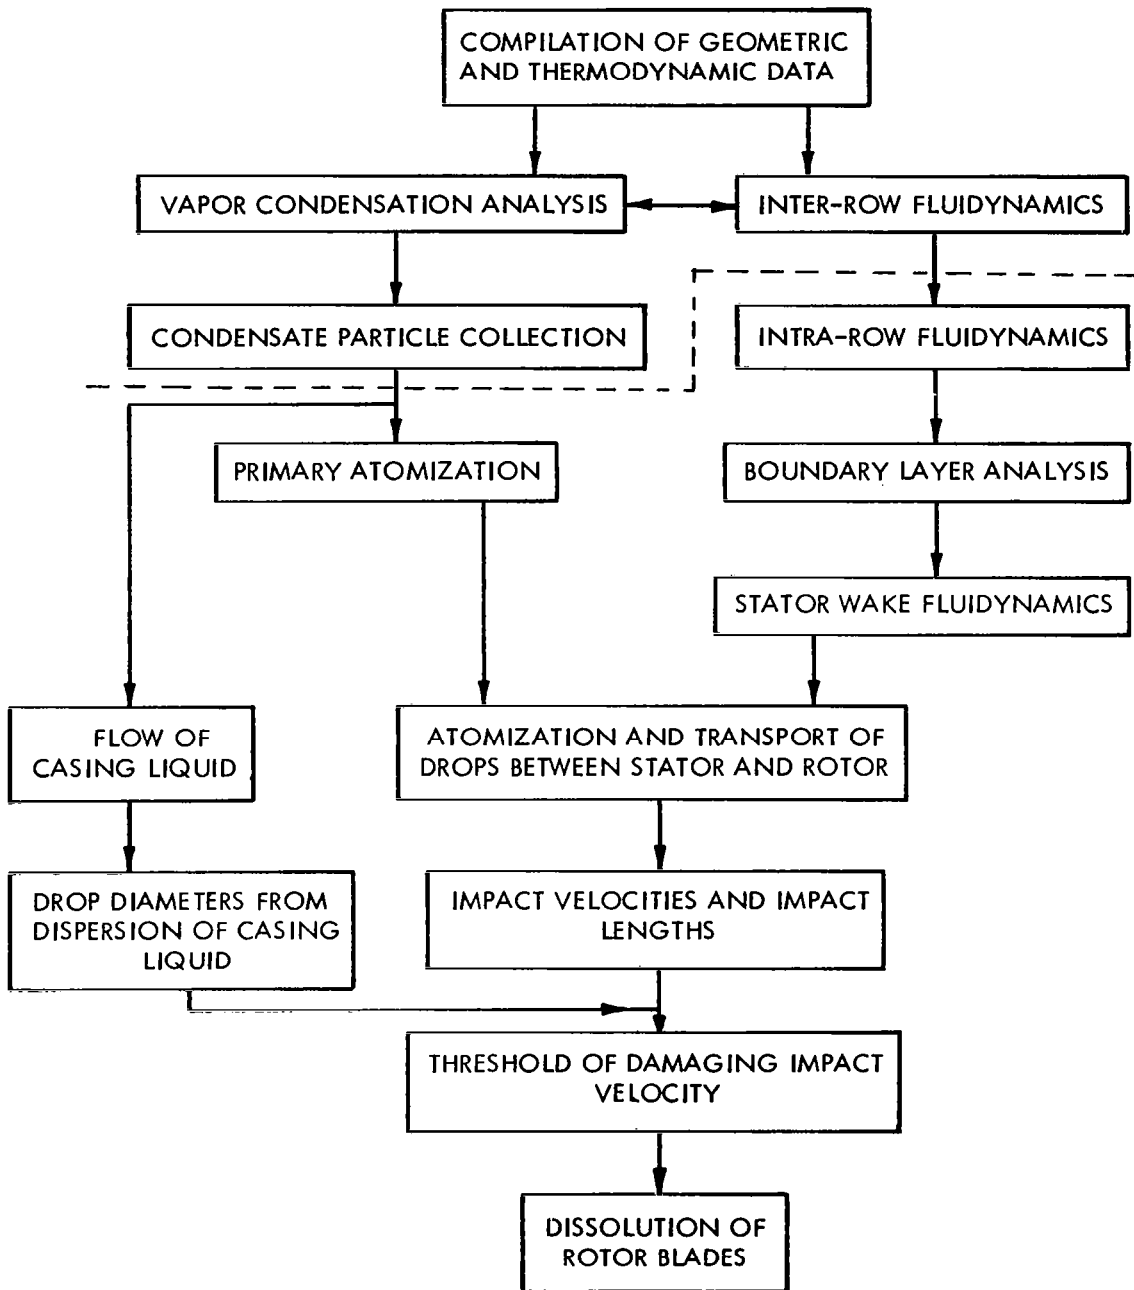 COMPILATION OF GEOMETRIC
AND THERMODYNAMIC DATA
VAPOR CONDENSATION ANALYSIS
INTER-ROW FLUIDYNAMICS
CONDENSATE PARTICLE COLLECTION
INTRA-ROW FLUIDYNAMICS
PRIMARY ATOMIZATION
BOUNDARY LAYER ANALYSIS
STATOR WAKE FLUIDYNAMICS
FLOW OF
CASING LIQUID
ATOMIZATION AND TRANSPORT OF
DROPS BETWEEN STATOR AND ROTOR
DROP DIAMETERS FROM
DISPERSION OF CASING
LIQUID
IMPACT VELOCITIES AND IMPACT
LENGTHS
THRESHOLD OF DAMAGING IMPACT
VELOCITY
DISSOLUTION OF
ROTOR BLADES